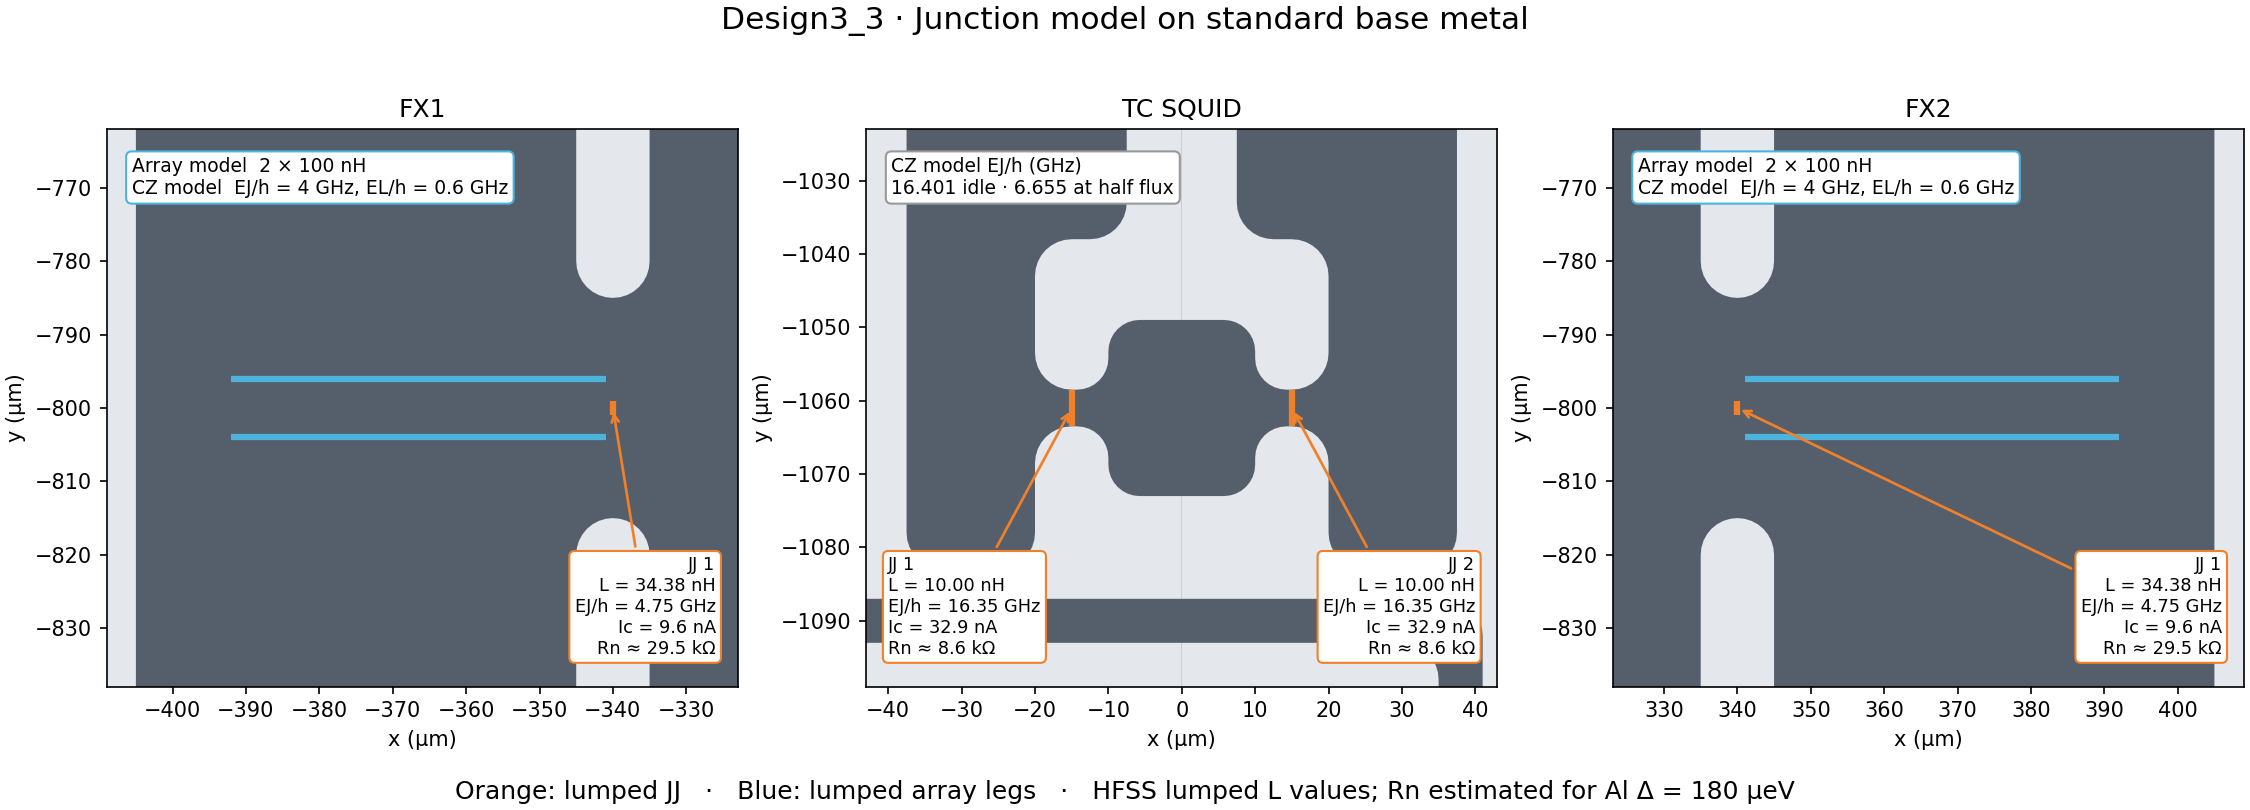 Design3_3 · Junction model on standard base metal
FX1
Array model  2 × 100 nH
CZ model  EJ/h = 4 GHz, EL/h = 0.6 GHz
JJ 1
L = 34.38 nH
EJ/h = 4.75 GHz
Ic = 9.6 nA
Rn ≈ 29.5 kΩ
y (µm)
−770
−780
−790
−800
−810
−820
−830
−400 −390 −380 −370 −360 −350 −340 −330
x (µm)
TC SQUID
CZ model EJ/h (GHz)
16.401 idle · 6.655 at half flux
JJ 1
L = 10.00 nH
EJ/h = 16.35 GHz
Ic = 32.9 nA
Rn ≈ 8.6 kΩ
JJ 2
L = 10.00 nH
EJ/h = 16.35 GHz
Ic = 32.9 nA
Rn ≈ 8.6 kΩ
y (µm)
−1030
−1040
−1050
−1060
−1070
−1080
−1090
−40 −30 −20 −10 0 10 20 30 40
x (µm)
FX2
Array model  2 × 100 nH
CZ model  EJ/h = 4 GHz, EL/h = 0.6 GHz
JJ 1
L = 34.38 nH
EJ/h = 4.75 GHz
Ic = 9.6 nA
Rn ≈ 29.5 kΩ
y (µm)
−770
−780
−790
−800
−810
−820
−830
330 340 350 360 370 380 390 400
x (µm)
Orange: lumped JJ · Blue: lumped array legs · HFSS lumped L values; Rn estimated for Al Δ = 180 µeV